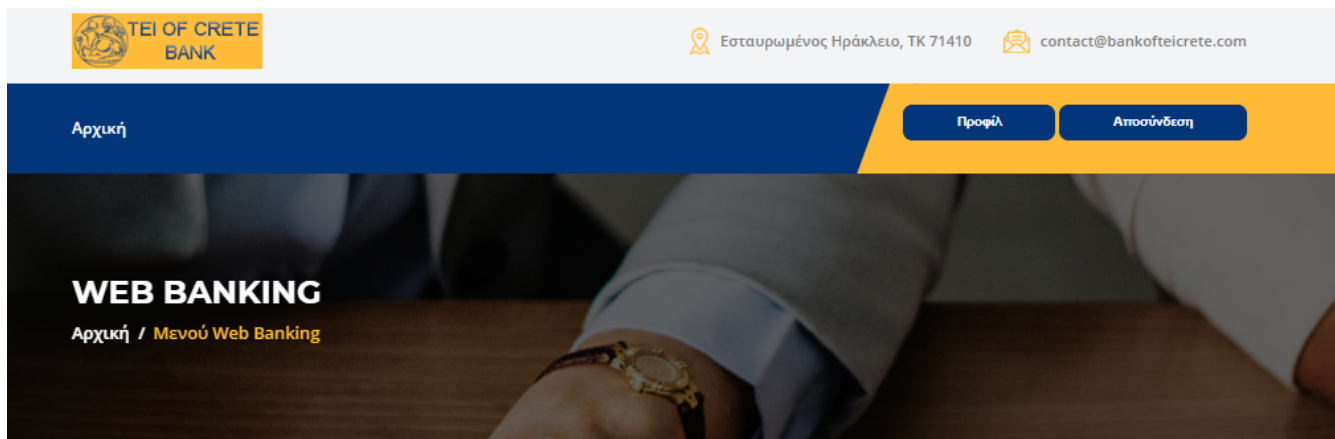 TEI OF CRETE
BANK
Εσταυρωμένος Ηράκλειο, ΤΚ 71410
contact@bankofteicrete.com
Αρχική
Προφίλ
Αποσύνδεση
WEB BANKING
Αρχική / Μενού Web Banking